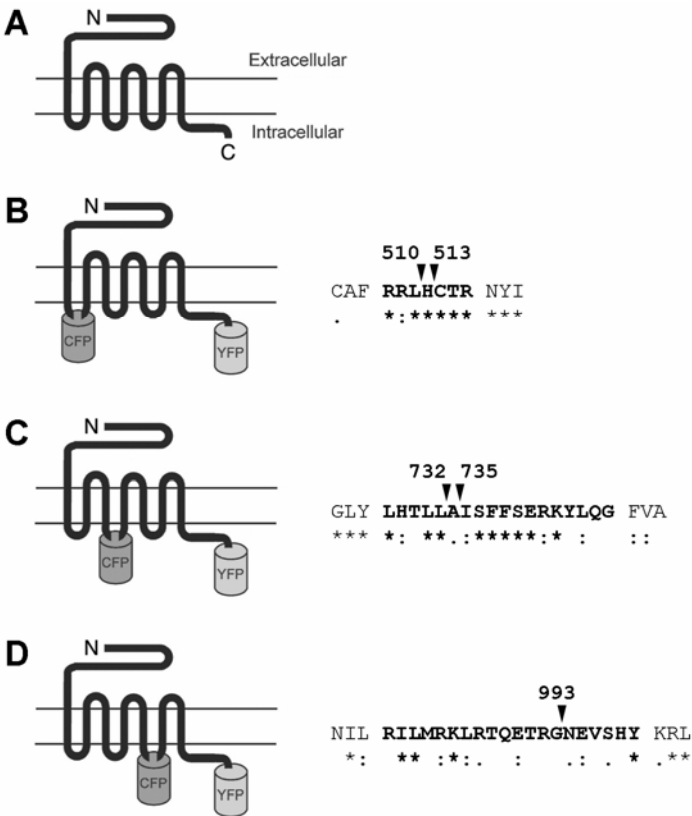 A
N
Extracellular
Intracellular
C
B
N
510 513
CAF RRLHCTR NYI
. *:***** ***
CFP
YFP
C
N
732 735
GLY LHTLLAISFFSERKYLQG FVA
*** *: **.:*****:* : ::
CFP
YFP
D
N
993
NIL RILMRKLRTQETRGNEVSHY KRL
*: ** :*:. : .: . * .**
CFP
YFP